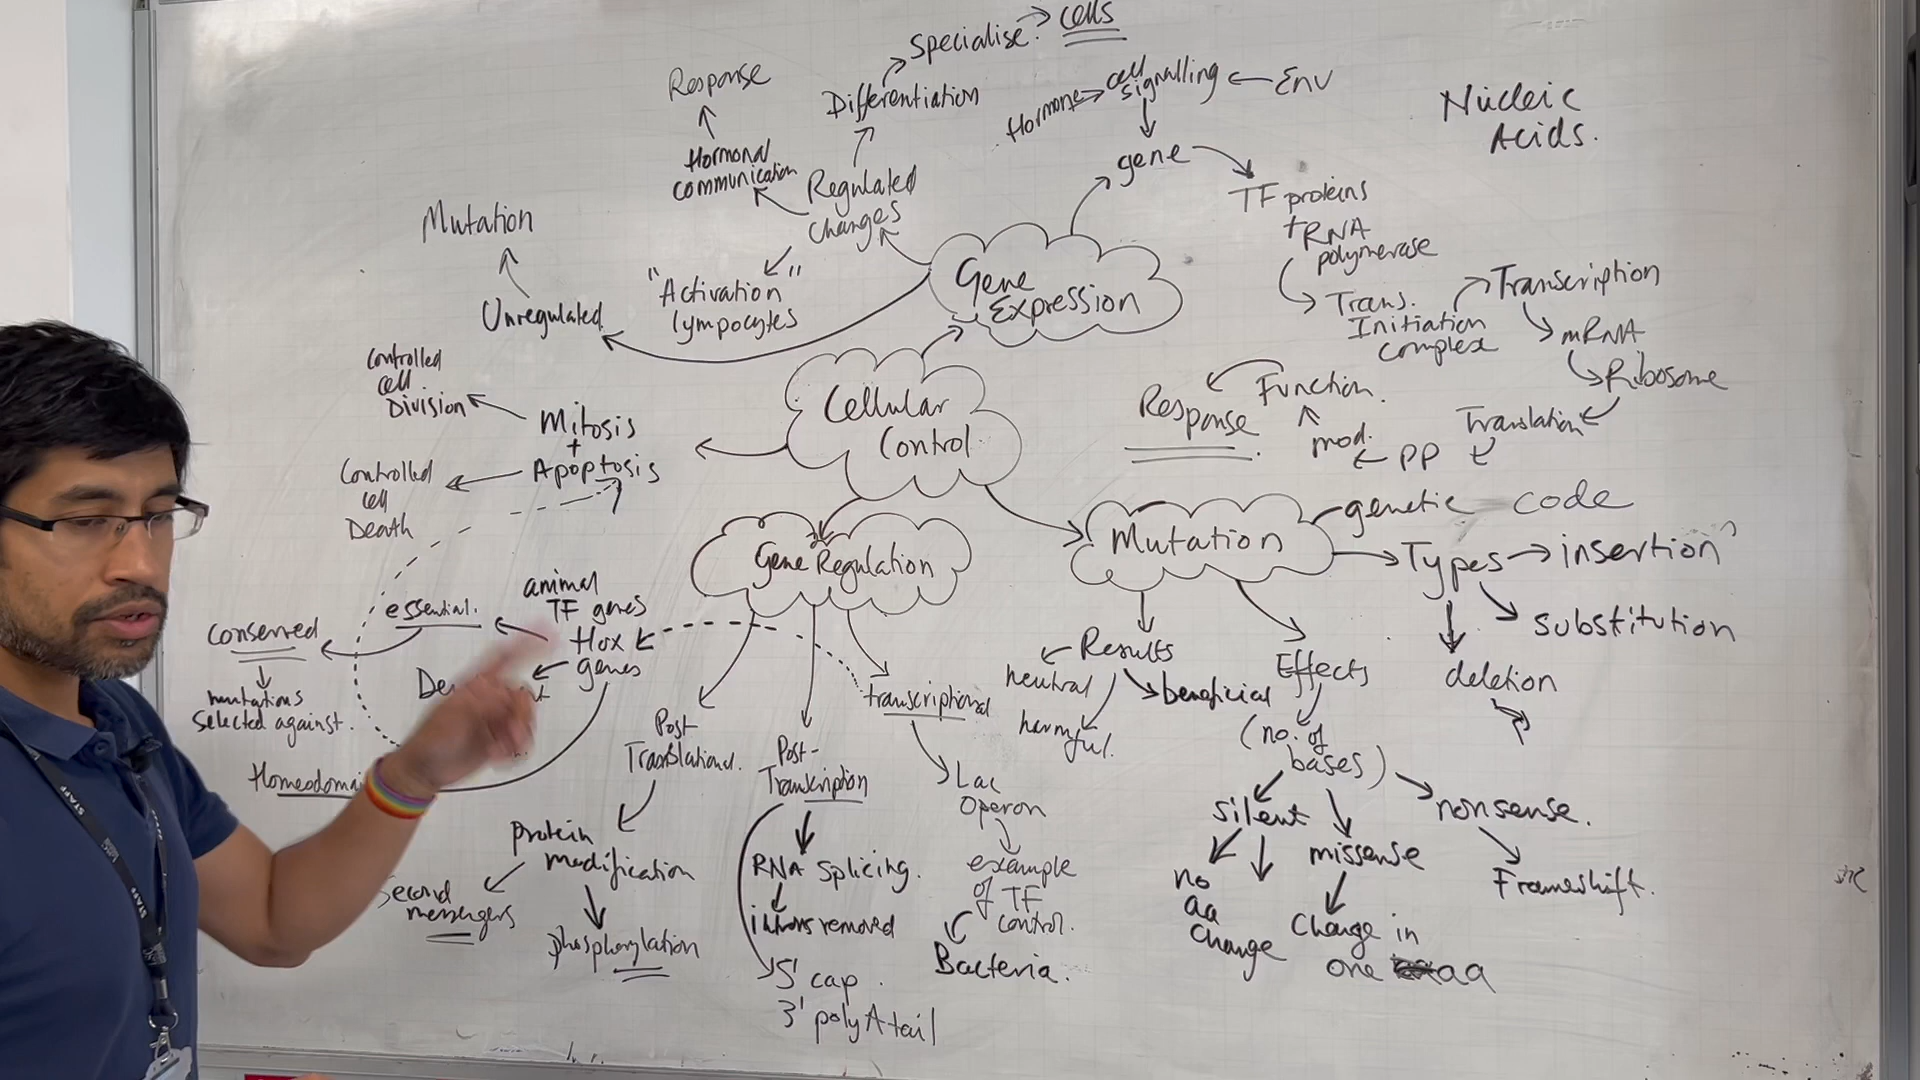 Specialise. → cells
Response
Differentiation
Hormone → cell
signalling ← Env
Nucleic
Acids.
Hormonal
communication
Regulated
changes
gene
TF proteins
+ RNA
polymerase
Mutation
Unregulated
"Activation"
lympocytes
Gene
Expression
Trans.
Initiation
complex
Transcription
mRNA
Ribosome
Translation
PP
mod.
Function.
Response
Controlled
cell
Division
Mitosis
+
Apoptosis
Controlled
cell
Death
Cellular
Control
Gene Regulation
Mutation
genetic code
Types → insertion
substitution
deletion
animal
TF genes
Hox
genes
essential.
Conserved
mutations
selected against.
Post
Translational.
Post-
Transkription
transcriptional
Results
neutral
harmful.
beneficial
Effects
(no. of
bases)
silent
missense
nonsense.
Frameshift.
no
aa
change
Change in
one aa
Lac
Operon
example
of TF
control.
Bacteria.
protein
modification
Second
messengers
phosphorylation
RNA splicing.
introns removed
5' cap.
3' poly A tail
STAFF
STAFF